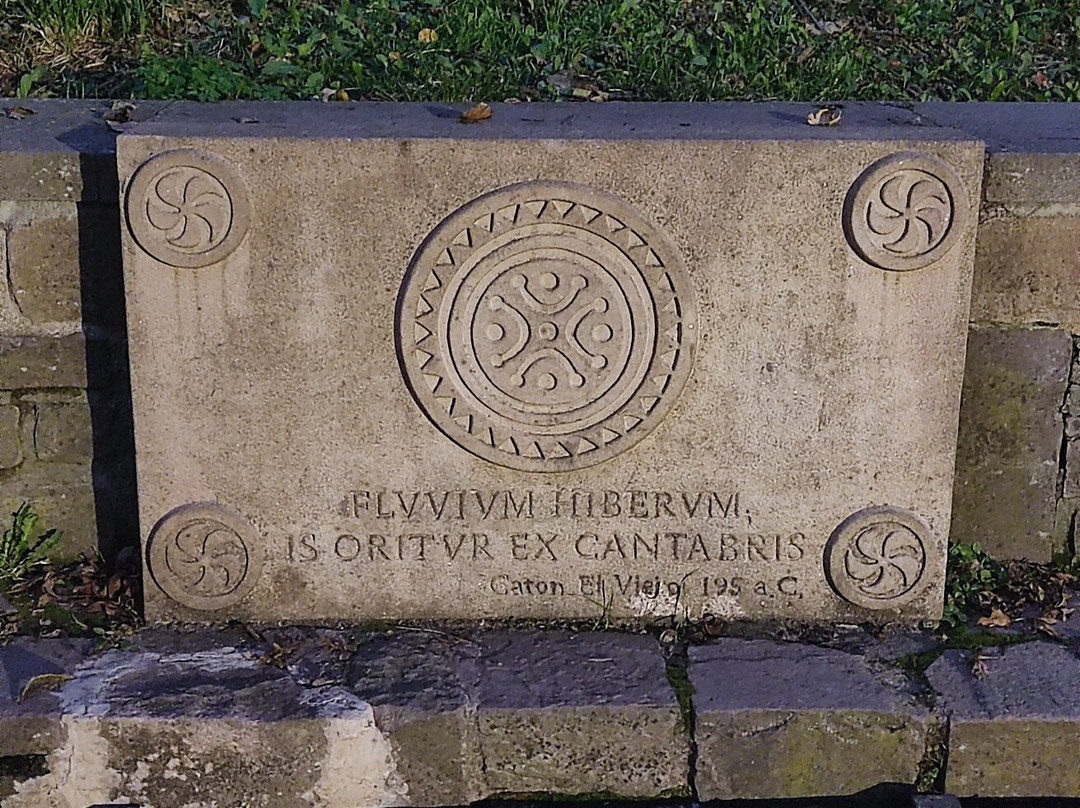 FLVVIVM HIBERVM,
IS ORITVR EX CANTABRIS
Caton El Viejo 195 a.C.